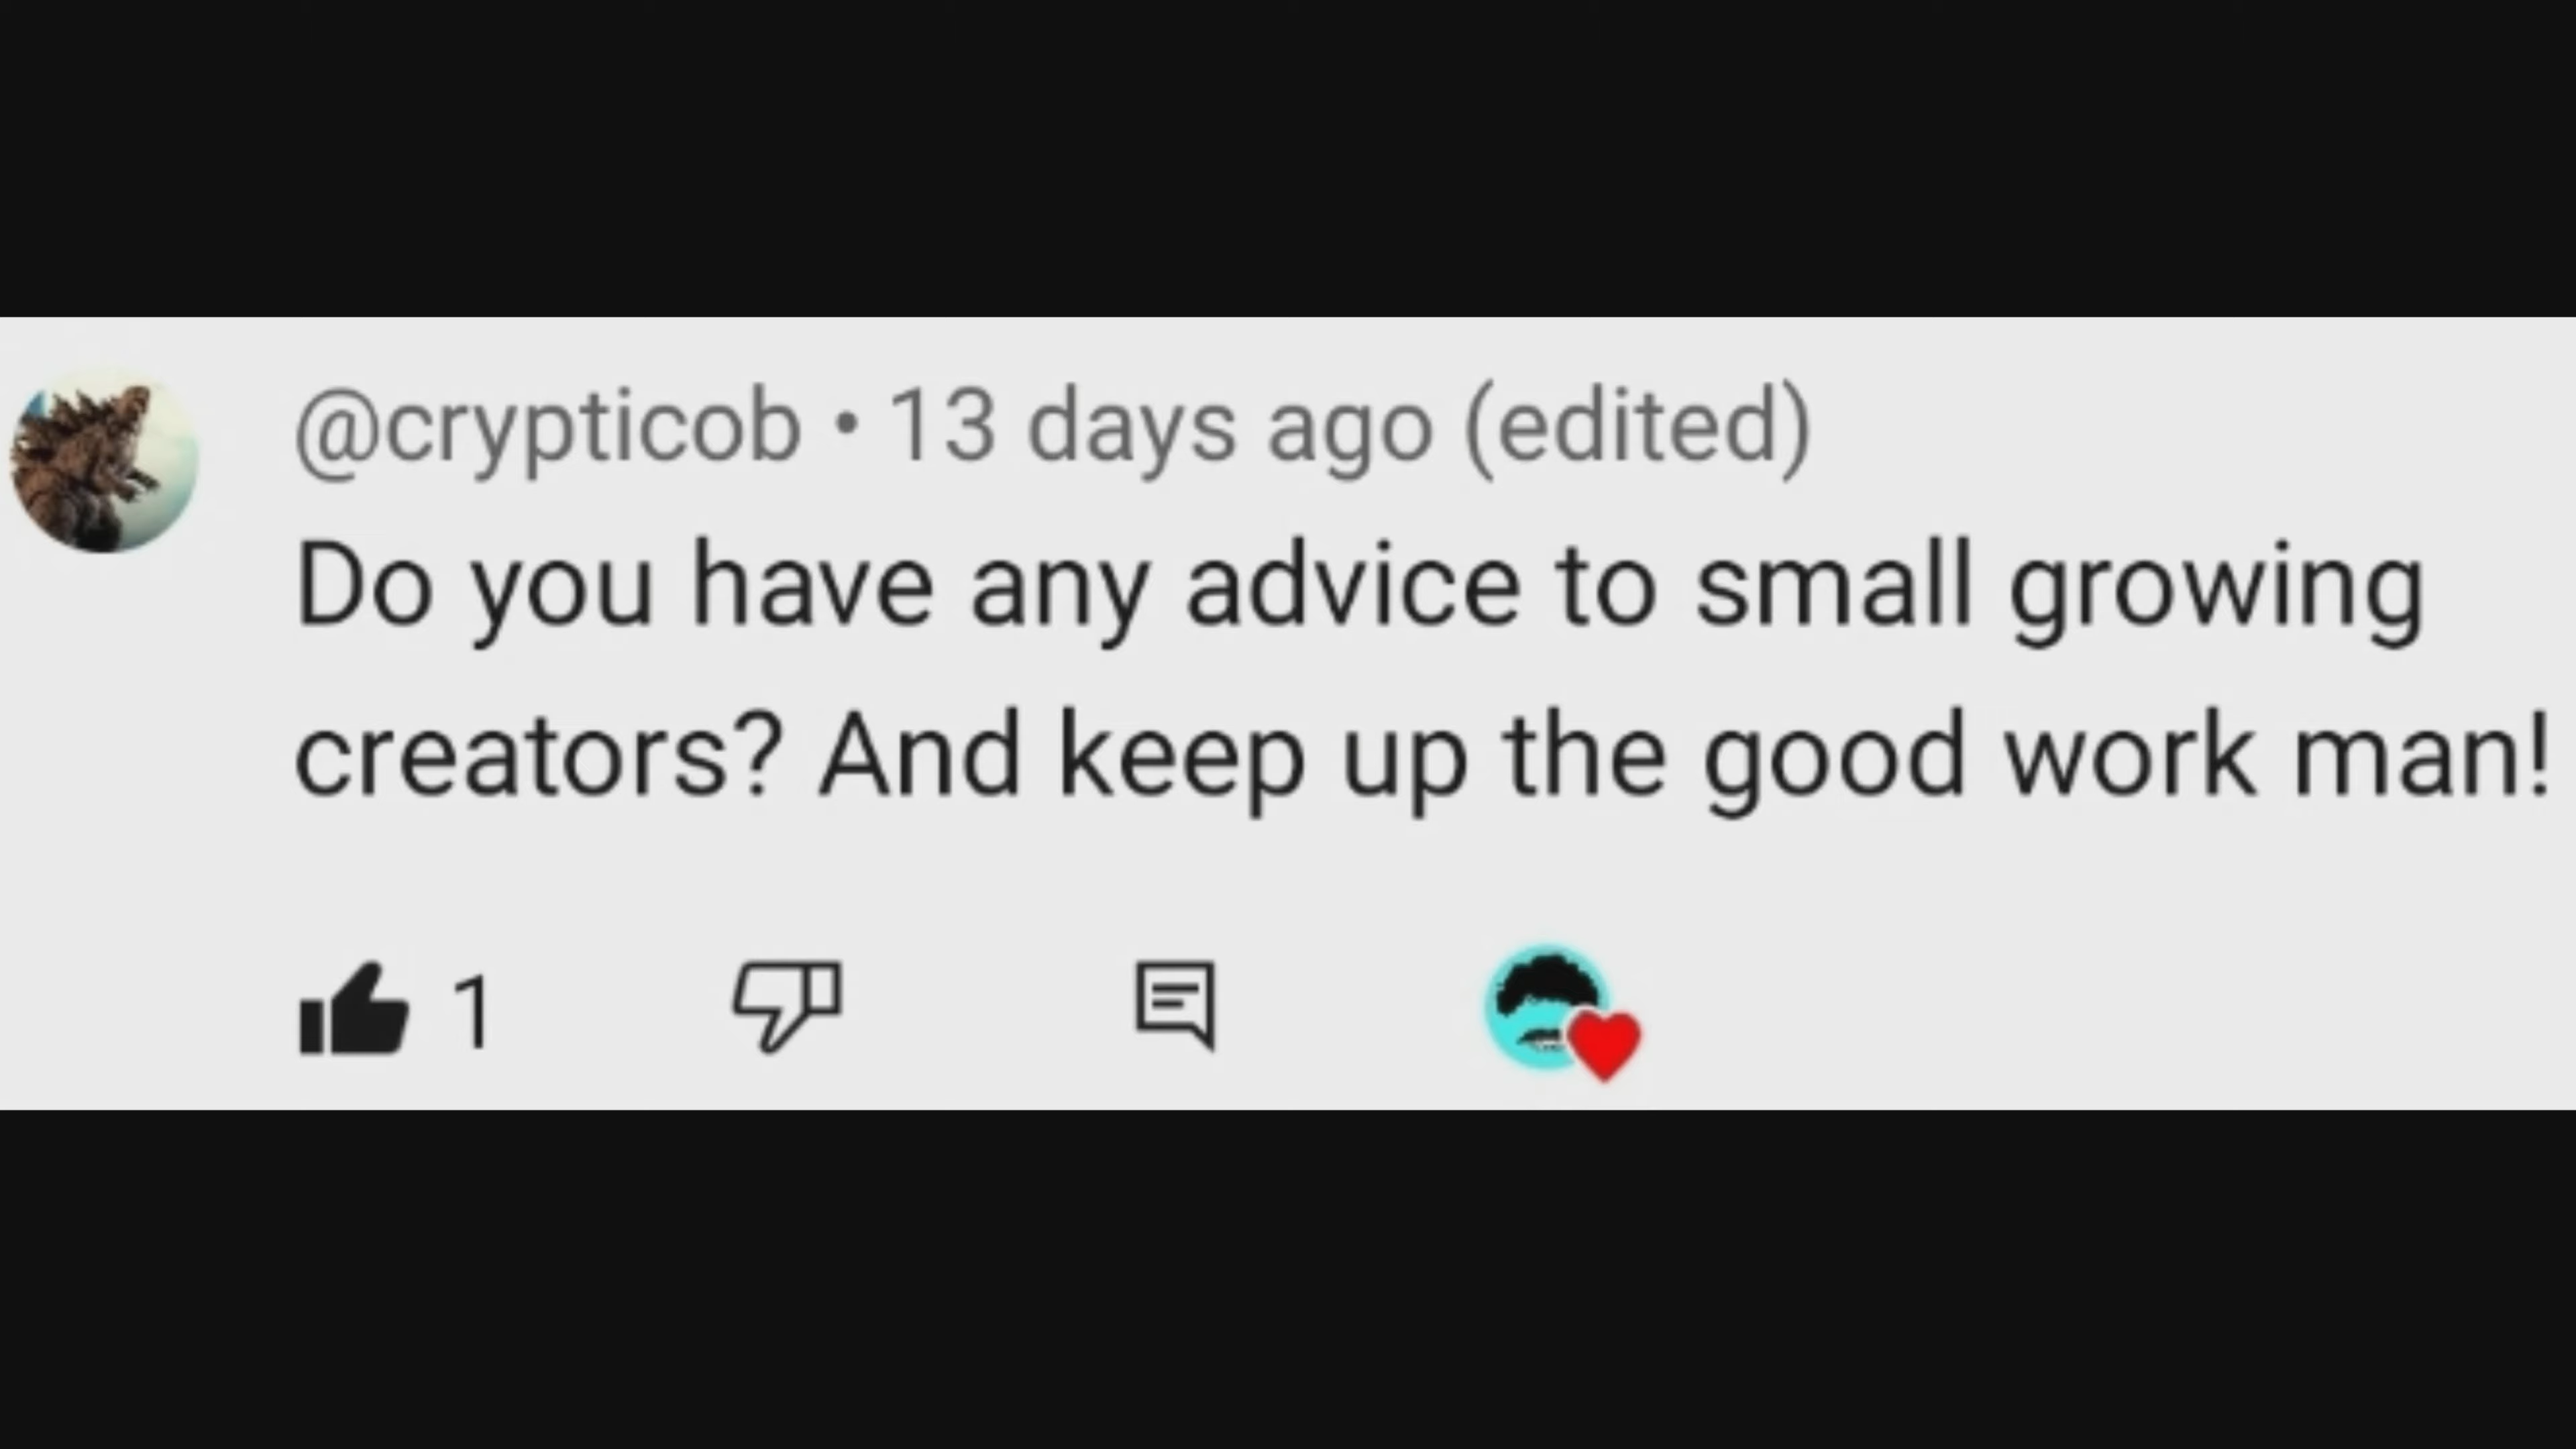 @crypticob • 13 days ago (edited)
Do you have any advice to small growing
creators? And keep up the good work man!
1